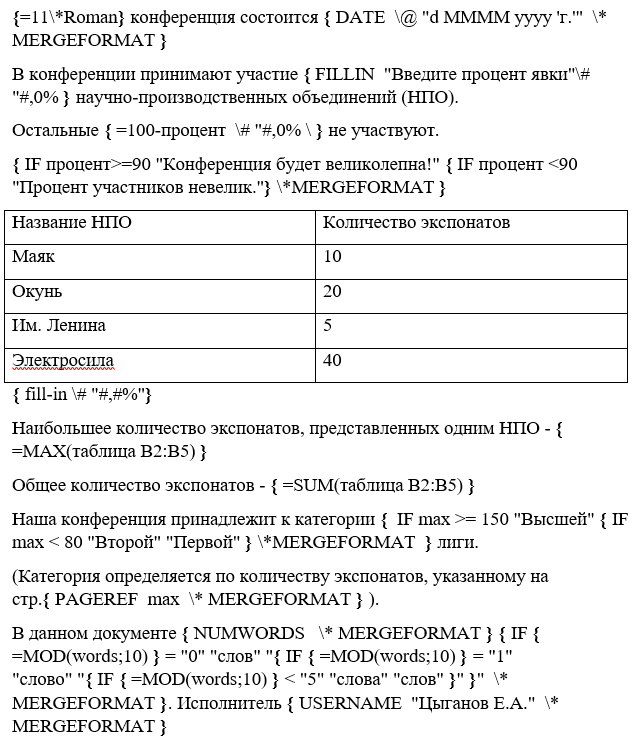 {=11\*Roman} конференция состоится { DATE \@ "d MMMM yyyy 'г.'" \*
MERGEFORMAT }
В конференции принимают участие { FILLIN "Введите процент явки"\#
"#,0% } научно-производственных объединений (НПО).
Остальные { =100-процент \# "#,0% \ } не участвуют.
{ IF процент>=90 "Конференция будет великолепна!" { IF процент <90
"Процент участников невелик."} \*MERGEFORMAT }
Название НПО Количество экспонатов
Маяк 10
Окунь 20
Им. Ленина 5
Электросила 40
{ fill-in \# "#,#%"}
Наибольшее количество экспонатов, представленных одним НПО - {
=MAX(таблица B2:B5) }
Общее количество экспонатов - { =SUM(таблица B2:B5) }
Наша конференция принадлежит к категории { IF max >= 150 "Высшей" { IF
max < 80 "Второй" "Первой" } \*MERGEFORMAT } лиги.
(Категория определяется по количеству экспонатов, указанному на
стр.{ PAGEREF max \* MERGEFORMAT } ).
В данном документе { NUMWORDS \* MERGEFORMAT } { IF {
=MOD(words;10) } = "0" "слов" "{ IF { =MOD(words;10) } = "1"
"слово" "{ IF { =MOD(words;10) } < "5" "слова" "слов" }" }" \*
MERGEFORMAT }. Исполнитель { USERNAME "Цыганов Е.А." \*
MERGEFORMAT }